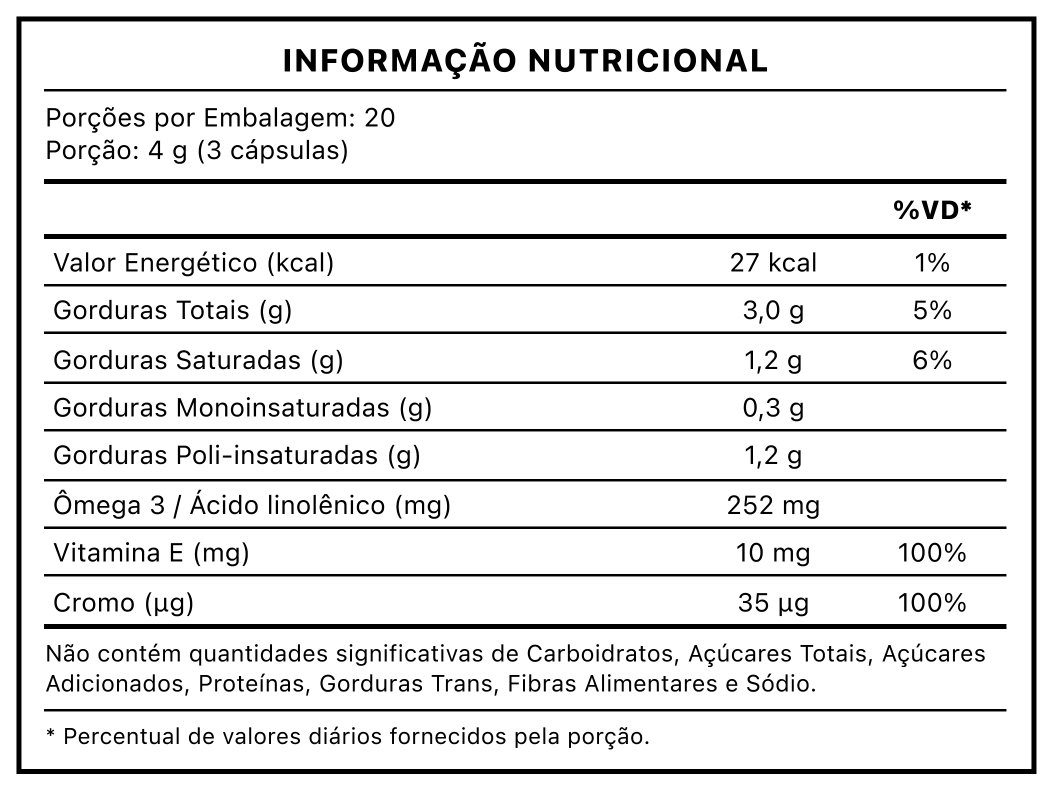 INFORMAÇÃO NUTRICIONAL
Porções por Embalagem: 20
Porção: 4 g (3 cápsulas)
%VD*
Valor Energético (kcal) 27 kcal 1%
Gorduras Totais (g) 3,0 g 5%
Gorduras Saturadas (g) 1,2 g 6%
Gorduras Monoinsaturadas (g) 0,3 g
Gorduras Poli-insaturadas (g) 1,2 g
Ômega 3 / Ácido linolênico (mg) 252 mg
Vitamina E (mg) 10 mg 100%
Cromo (µg) 35 µg 100%
Não contém quantidades significativas de Carboidratos, Açúcares Totais, Açúcares
Adicionados, Proteínas, Gorduras Trans, Fibras Alimentares e Sódio.
* Percentual de valores diários fornecidos pela porção.